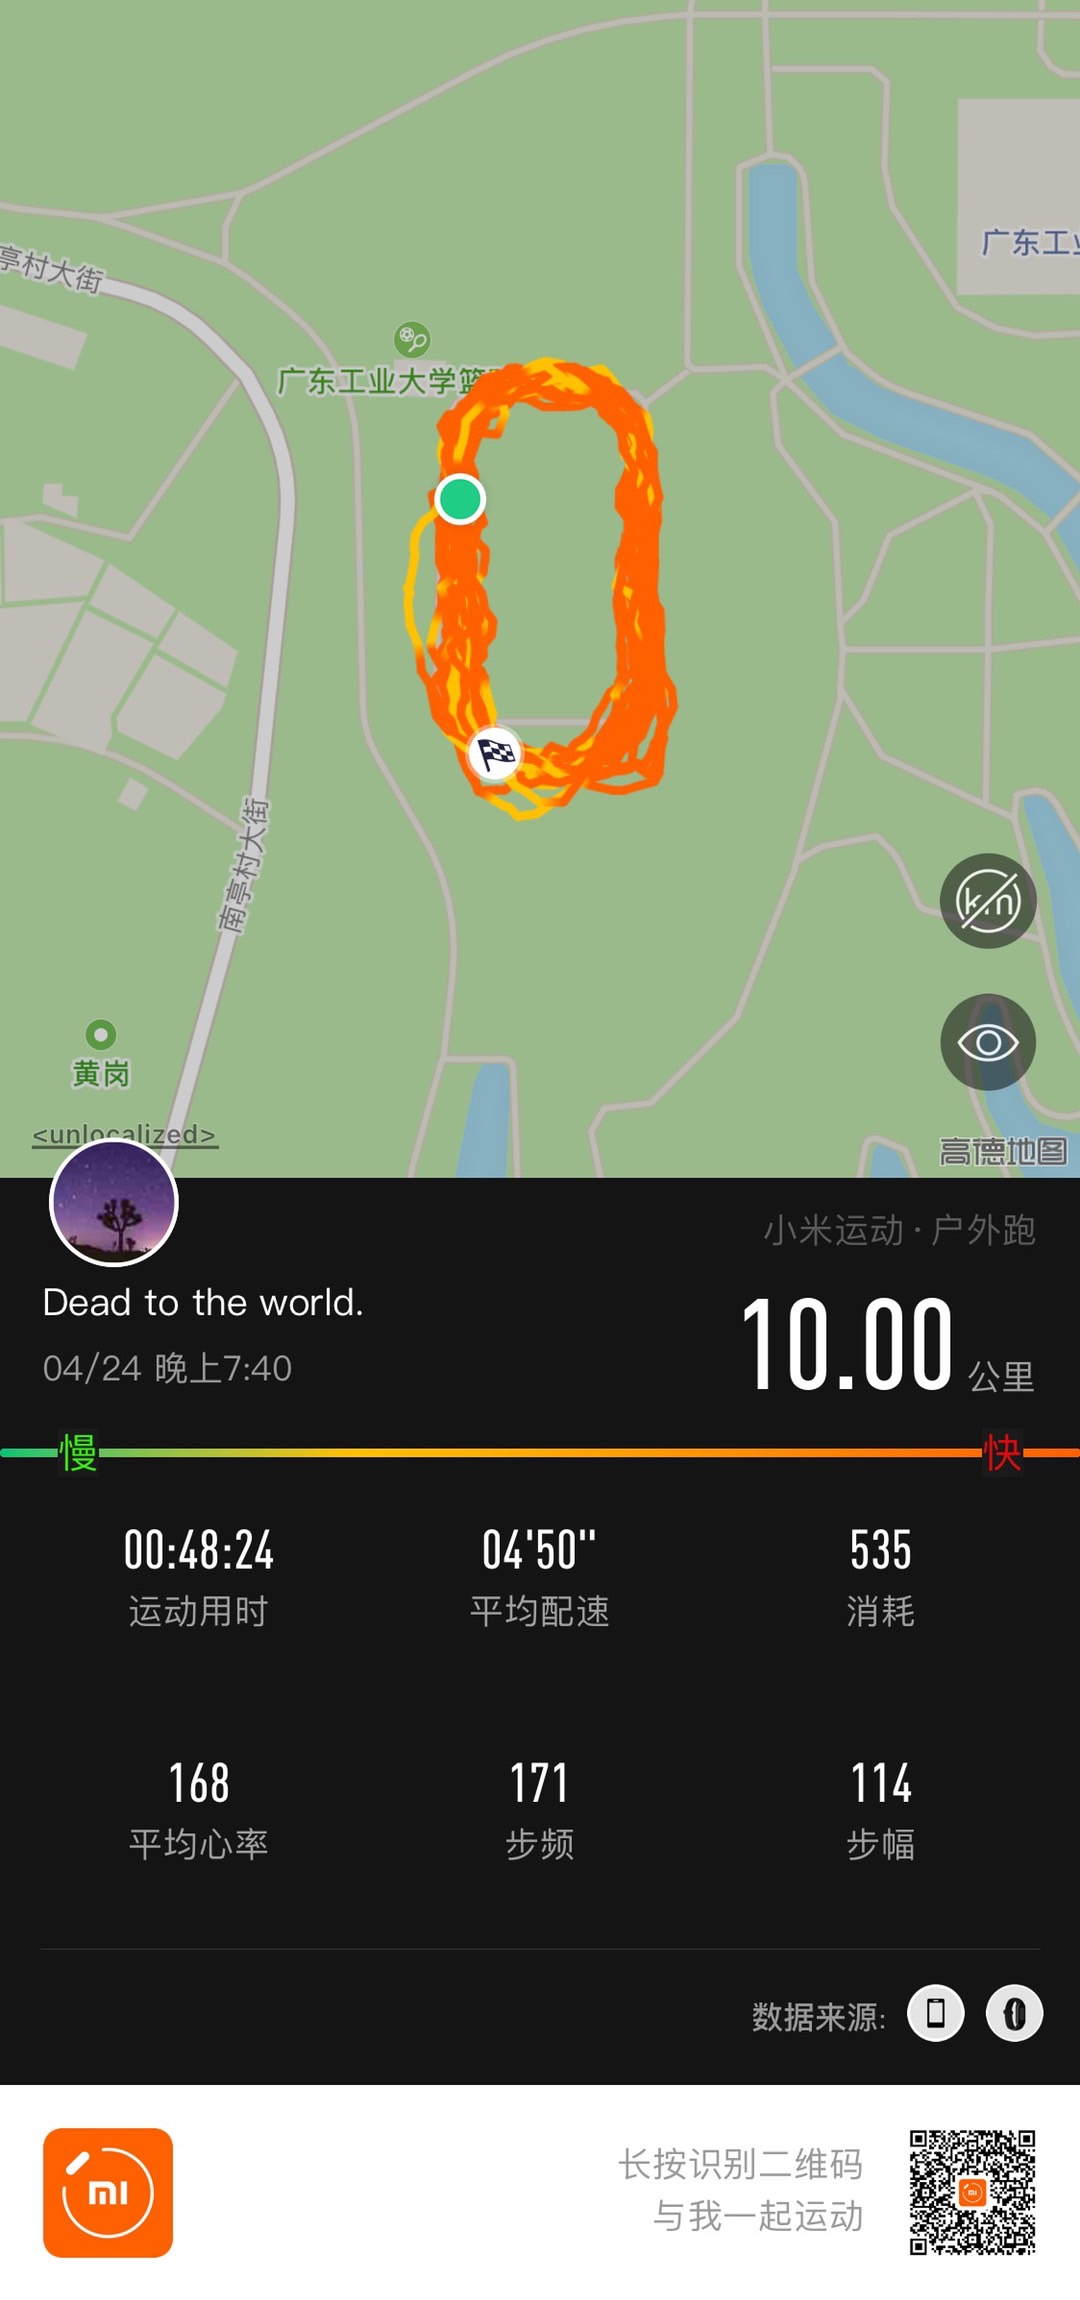 亭村大街
广东工业
广东工业大学篮
南亭村大街
黄岗
<unlocalized>
高德地图
小米运动·户外跑
Dead to the world.
04/24 晚上7:40
10.00 公里
慢
快
00:48:24
04'50"
535
运动用时
平均配速
消耗
168
171
114
平均心率
步频
步幅
数据来源:
mi
长按识别二维码
与我一起运动